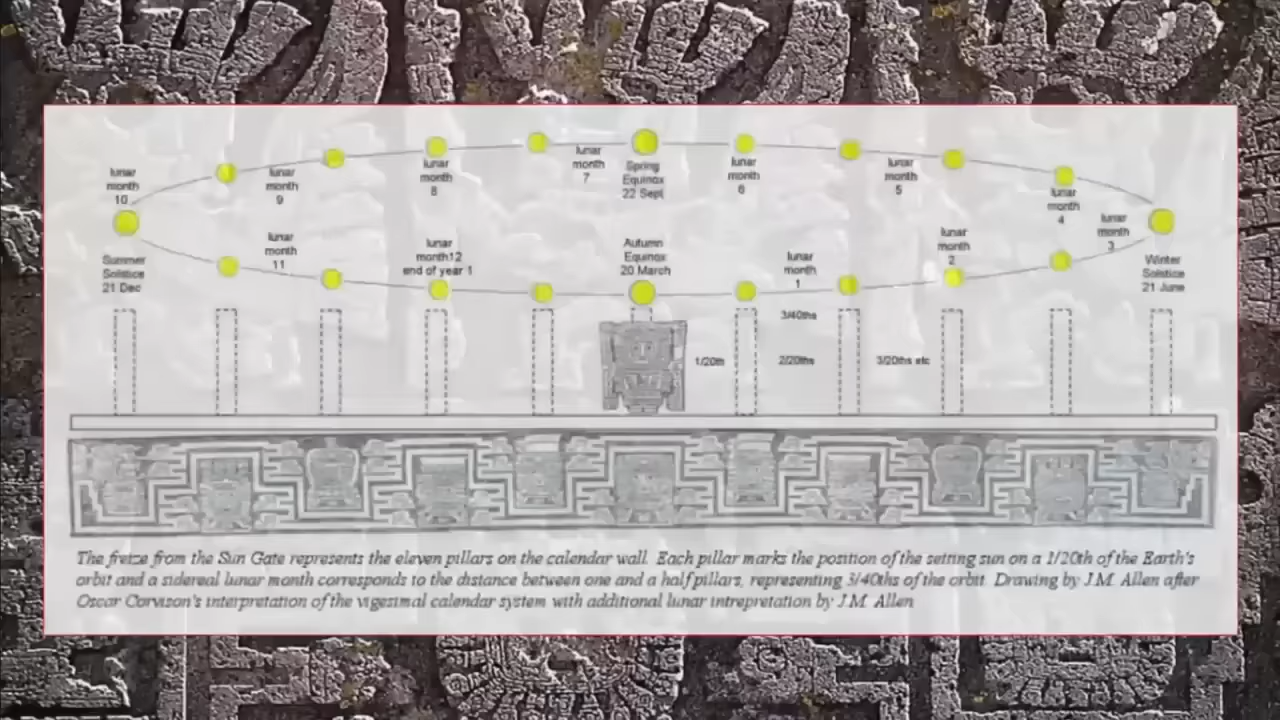 lunar
month
10
lunar
month
9
lunar
month
8
lunar
month
7
Spring
Equinox
22 Sept
lunar
month
6
lunar
month
5
lunar
month
4
lunar
month
3
lunar
month
11
lunar
month12
end of year 1
Autumn
Equinox
20 March
lunar
month
1
lunar
month
2
Summer
Solstice
21 Dec
Winter
Solstice
21 June
3/40ths
1/20th
2/20ths
3/20ths etc
The freize from the Sun Gate represents the eleven pillars on the calendar wall. Each pillar marks the position of the setting sun on a 1/20th of the Earth's
orbit and a sidereal lunar month corresponds to the distance between one and a half pillars, representing 3/40ths of the orbit. Drawing by J.M. Allen after
Oscar Corvison's interpretation of the vigesimal calendar system with additional lunar intrepretation by J.M. Allen